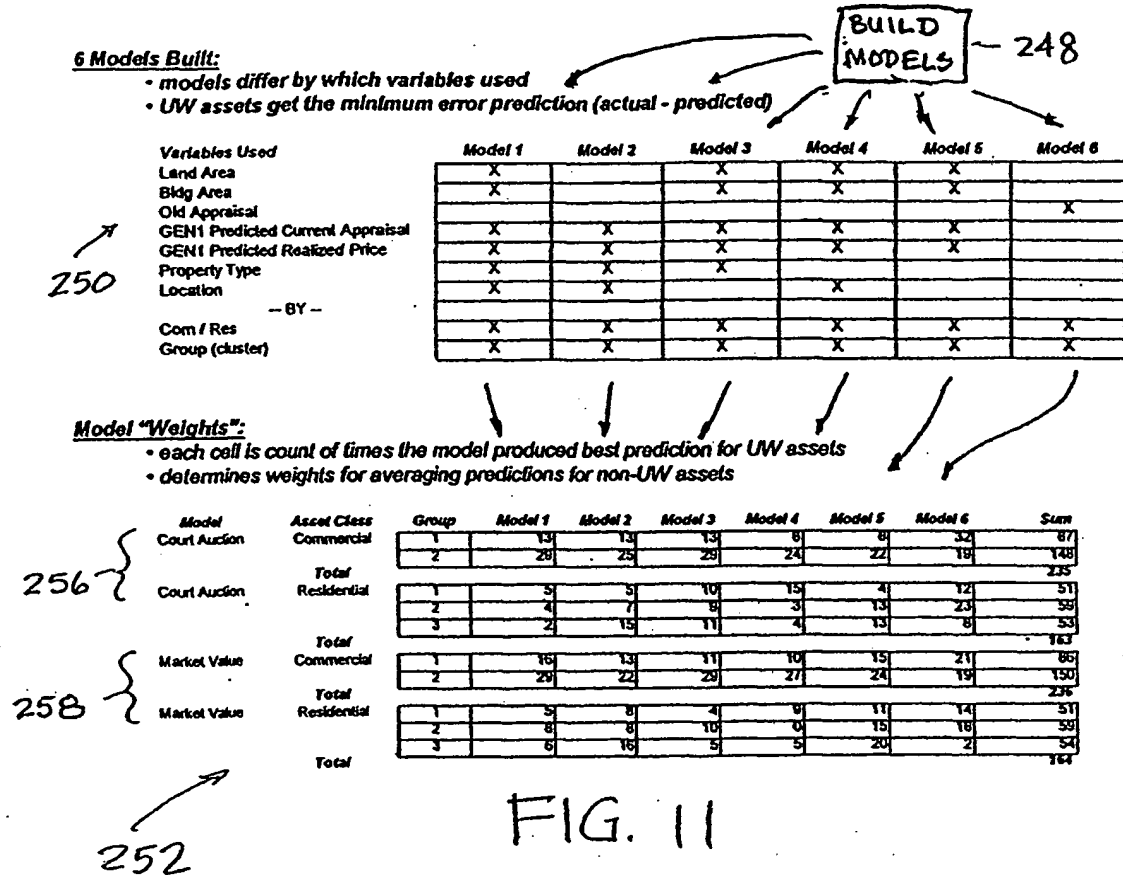 BUILD
MODELS
248
6 Models Built:
• models differ by which variables used
• UW assets get the minimum error prediction (actual - predicted)
Variables Used Model 1 Model 2 Model 3 Model 4 Model 5 Model 6
Land Area X X X X
Bldg Area X X X X
Old Appraisal X
GEN1 Predicted Current Appraisal X X X X X
GEN1 Predicted Realized Price X X X X X
250
Property Type X X X
Location X X X
-- BY --
Com / Res X X X X X X
Group (cluster) X X X X X X
Model "Weights":
• each cell is count of times the model produced best prediction for UW assets
• determines weights for averaging predictions for non-UW assets
Model Asset Class Group Model 1 Model 2 Model 3 Model 4 Model 5 Model 6 Sum
Court Auction Commercial 1 13 13 13 8 8 32 87
2 29 25 29 24 22 19 148
Total 235
256
Court Auction Residential 1 5 5 10 15 4 12 51
2 4 7 9 3 13 23 59
3 2 15 11 4 13 8 53
Total 163
Market Value Commercial 1 16 13 11 10 15 21 86
2 29 22 29 27 24 19 150
Total 236
258
Market Value Residential 1 5 8 4 9 11 14 51
2 8 8 10 0 15 18 59
3 6 16 5 5 20 2 54
Total 164
252
FIG. 11